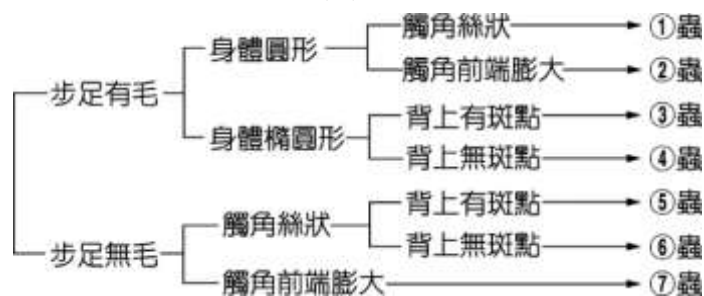 步足有毛
身體圓形
觸角絲狀
①蟲
觸角前端膨大
②蟲
身體橢圓形
背上有斑點
③蟲
背上無斑點
④蟲
步足無毛
觸角絲狀
背上有斑點
⑤蟲
背上無斑點
⑥蟲
觸角前端膨大
⑦蟲